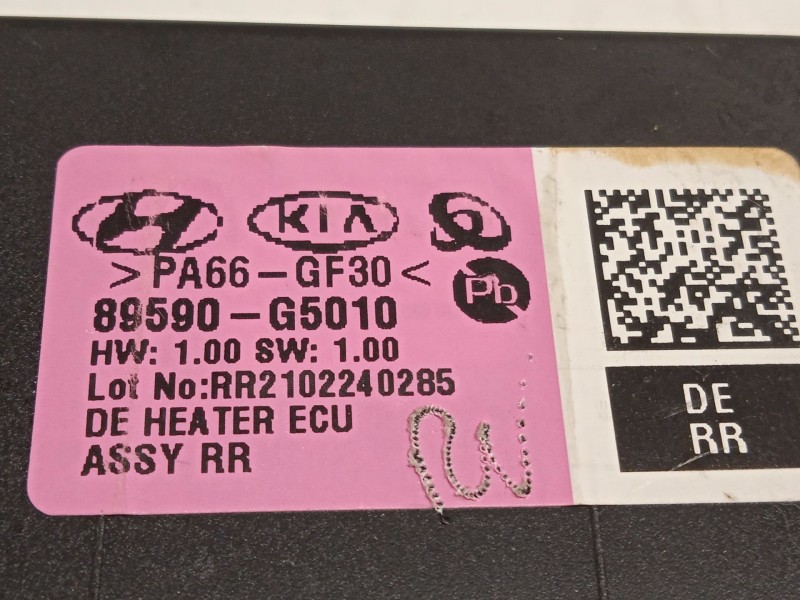 KIA
>PA66-GF30<
Pb
89590-G5010
HW: 1.00 SW: 1.00
Lot No:RR2102240285
DE HEATER ECU
ASSY RR
DE
RR